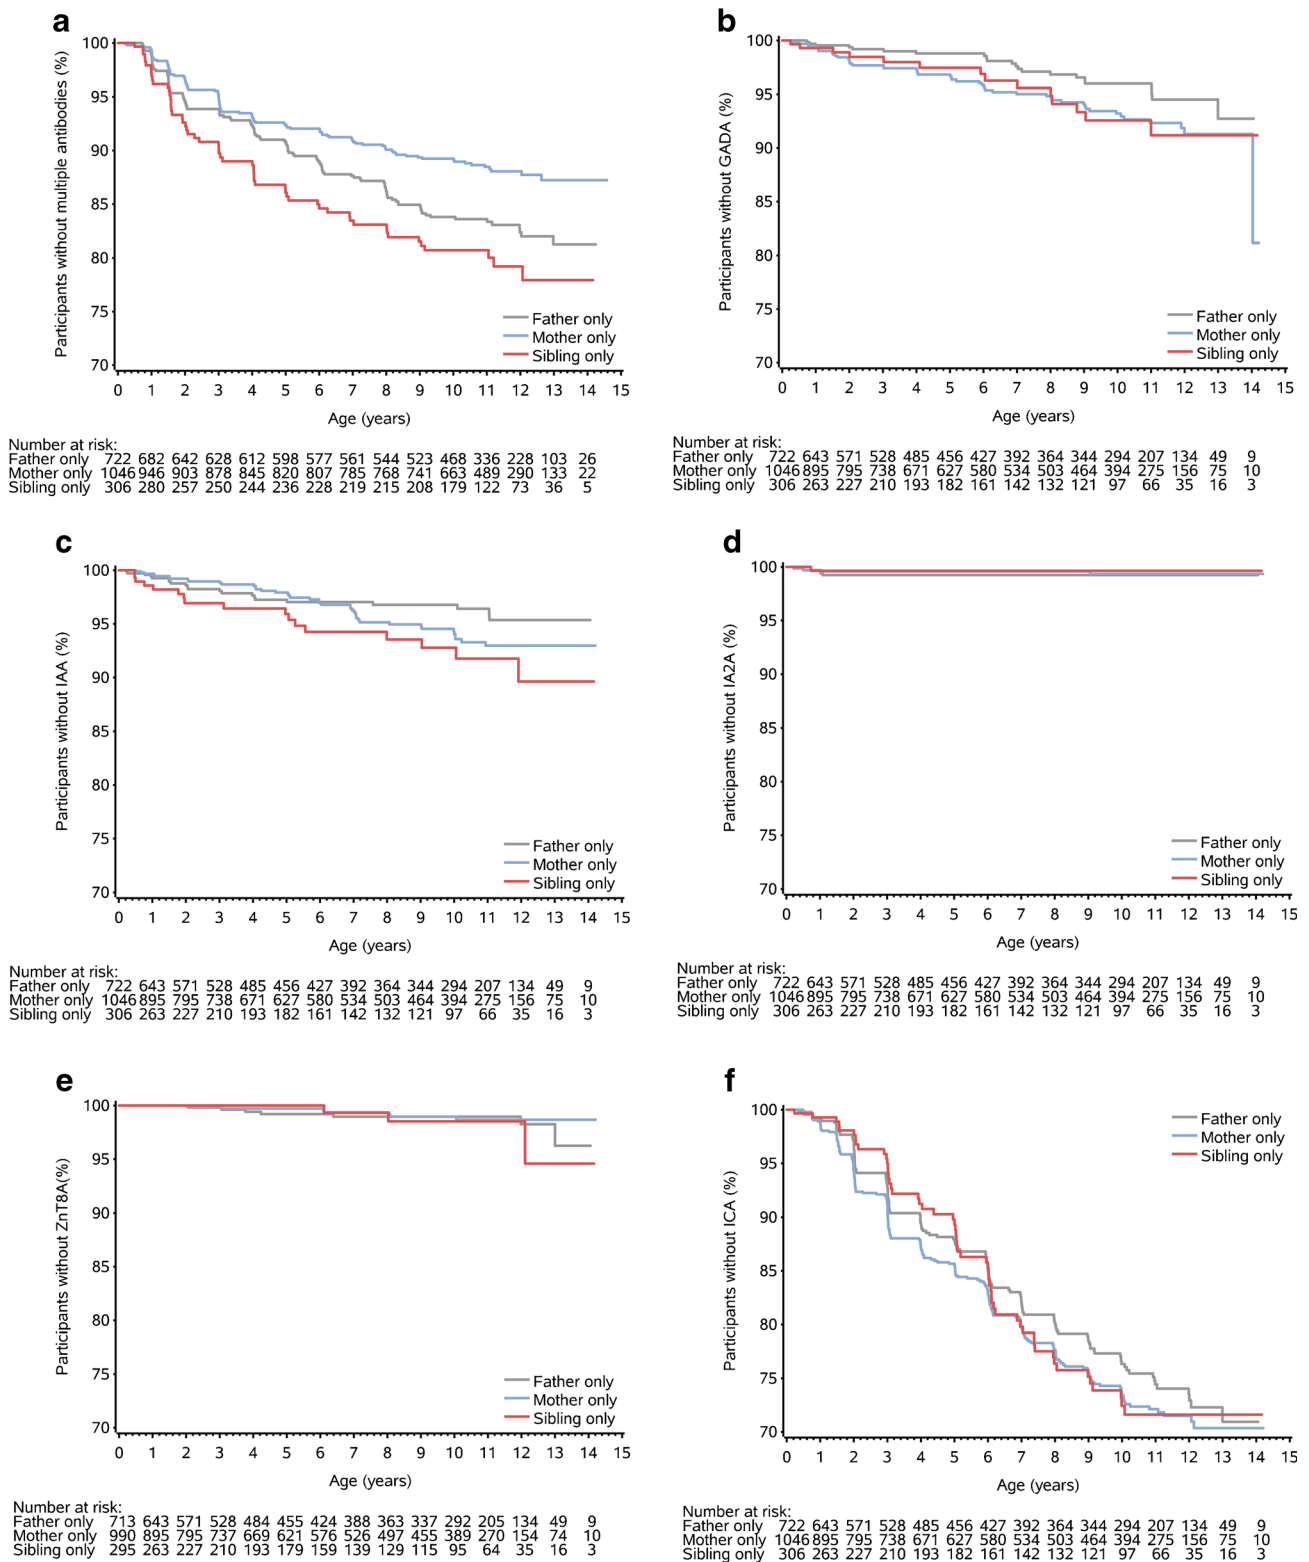 a
Participants without multiple antibodies (%)
100
95
90
85
80
75
70
Father only
Mother only
Sibling only
0 1 2 3 4 5 6 7 8 9 10 11 12 13 14 15
Age (years)
Number at risk:
Father only 722 682 642 628 612 598 577 561 544 523 468 336 228 103 26
Mother only 1046 946 903 878 845 820 807 785 768 741 663 489 290 133 22
Sibling only 306 280 257 250 244 236 228 219 215 208 179 122 73 36 5
b
Participants without GADA (%)
100
95
90
85
80
75
70
Father only
Mother only
Sibling only
0 1 2 3 4 5 6 7 8 9 10 11 12 13 14 15
Age (years)
Number at risk:
Father only 722 643 571 528 485 456 427 392 364 344 294 207 134 49 9
Mother only 1046 895 795 738 671 627 580 534 503 464 394 275 156 75 10
Sibling only 306 263 227 210 193 182 161 142 132 121 97 66 35 16 3
c
Participants without IAA (%)
100
95
90
85
80
75
70
Father only
Mother only
Sibling only
0 1 2 3 4 5 6 7 8 9 10 11 12 13 14 15
Age (years)
Number at risk:
Father only 722 643 571 528 485 456 427 392 364 344 294 207 134 49 9
Mother only 1046 895 795 738 671 627 580 534 503 464 394 275 156 75 10
Sibling only 306 263 227 210 193 182 161 142 132 121 97 66 35 16 3
d
Participants without IA2A (%)
100
95
90
85
80
75
70
Father only
Mother only
Sibling only
0 1 2 3 4 5 6 7 8 9 10 11 12 13 14 15
Age (years)
Number at risk:
Father only 722 643 571 528 485 456 427 392 364 344 294 207 134 49 9
Mother only 1046 895 795 738 671 627 580 534 503 464 394 275 156 75 10
Sibling only 306 263 227 210 193 182 161 142 132 121 97 66 35 16 3
e
Participants without ZnT8A(%)
100
95
90
85
80
75
70
Father only
Mother only
Sibling only
0 1 2 3 4 5 6 7 8 9 10 11 12 13 14 15
Age (years)
Number at risk:
Father only 713 643 571 528 484 455 424 388 363 337 292 205 134 49 9
Mother only 990 895 795 737 669 621 576 526 497 455 389 270 154 74 10
Sibling only 295 263 227 210 193 179 159 139 129 115 95 64 35 16 3
f
Participants without ICA (%)
100
95
90
85
80
75
70
Father only
Mother only
Sibling only
0 1 2 3 4 5 6 7 8 9 10 11 12 13 14 15
Age (years)
Number at risk:
Father only 722 643 571 528 485 456 427 392 364 344 294 207 134 49 9
Mother only 1046 895 795 738 671 627 580 534 503 464 394 275 156 75 10
Sibling only 306 263 227 210 193 182 161 142 132 121 97 66 35 16 3